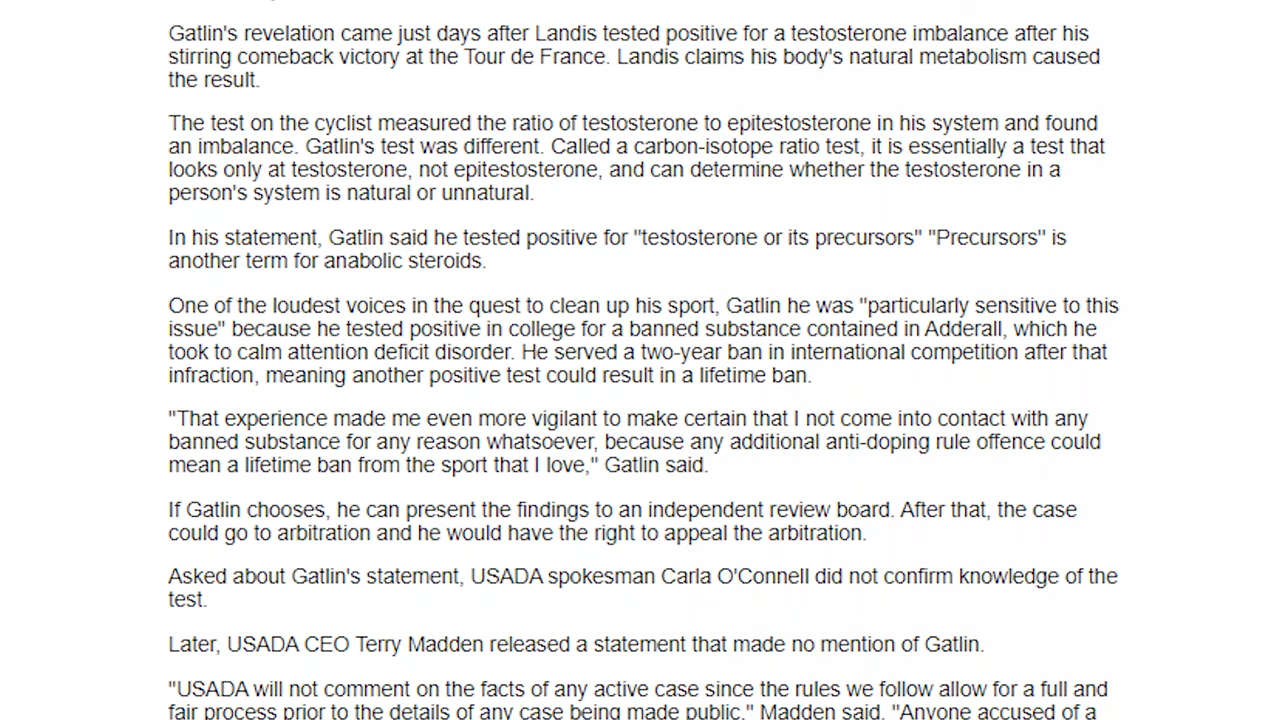 Gatlin's revelation came just days after Landis tested positive for a testosterone imbalance after his
stirring comeback victory at the Tour de France. Landis claims his body's natural metabolism caused
the result.
The test on the cyclist measured the ratio of testosterone to epitestosterone in his system and found
an imbalance. Gatlin's test was different. Called a carbon-isotope ratio test, it is essentially a test that
looks only at testosterone, not epitestosterone, and can determine whether the testosterone in a
person's system is natural or unnatural.
In his statement, Gatlin said he tested positive for "testosterone or its precursors" "Precursors" is
another term for anabolic steroids.
One of the loudest voices in the quest to clean up his sport, Gatlin he was "particularly sensitive to this
issue" because he tested positive in college for a banned substance contained in Adderall, which he
took to calm attention deficit disorder. He served a two-year ban in international competition after that
infraction, meaning another positive test could result in a lifetime ban.
"That experience made me even more vigilant to make certain that I not come into contact with any
banned substance for any reason whatsoever, because any additional anti-doping rule offence could
mean a lifetime ban from the sport that I love," Gatlin said.
If Gatlin chooses, he can present the findings to an independent review board. After that, the case
could go to arbitration and he would have the right to appeal the arbitration.
Asked about Gatlin's statement, USADA spokesman Carla O'Connell did not confirm knowledge of the
test.
Later, USADA CEO Terry Madden released a statement that made no mention of Gatlin.
"USADA will not comment on the facts of any active case since the rules we follow allow for a full and
fair process prior to the details of any case being made public," Madden said. "Anyone accused of a